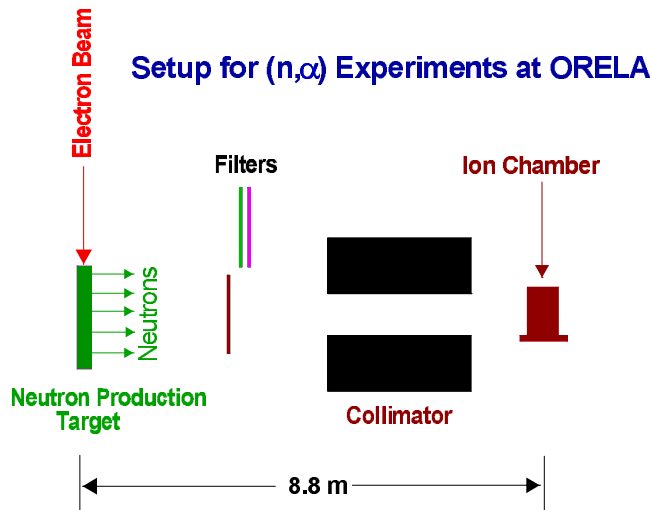 Setup for (n,α) Experiments at ORELA
Electron Beam
Filters
Ion Chamber
Neutrons
Neutron Production
Target
Collimator
8.8 m